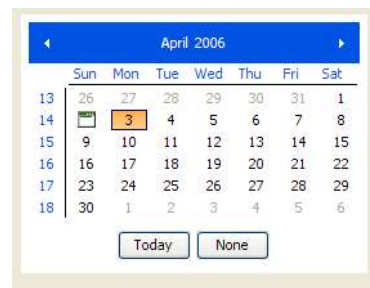 April 2006
Sun Mon Tue Wed Thu Fri Sat
13 26 27 28 29 30 31 1
14 3 4 5 6 7 8
15 9 10 11 12 13 14 15
16 16 17 18 19 20 21 22
17 23 24 25 26 27 28 29
18 30 1 2 3 4 5 6
Today None